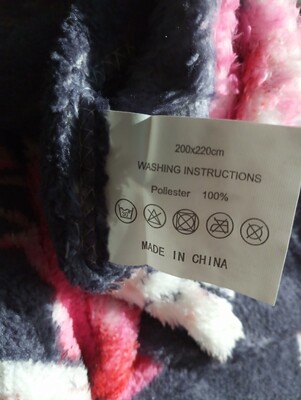 200x220cm
WASHING INSTRUCTIONS
Pollester 100%
MADE IN CHINA